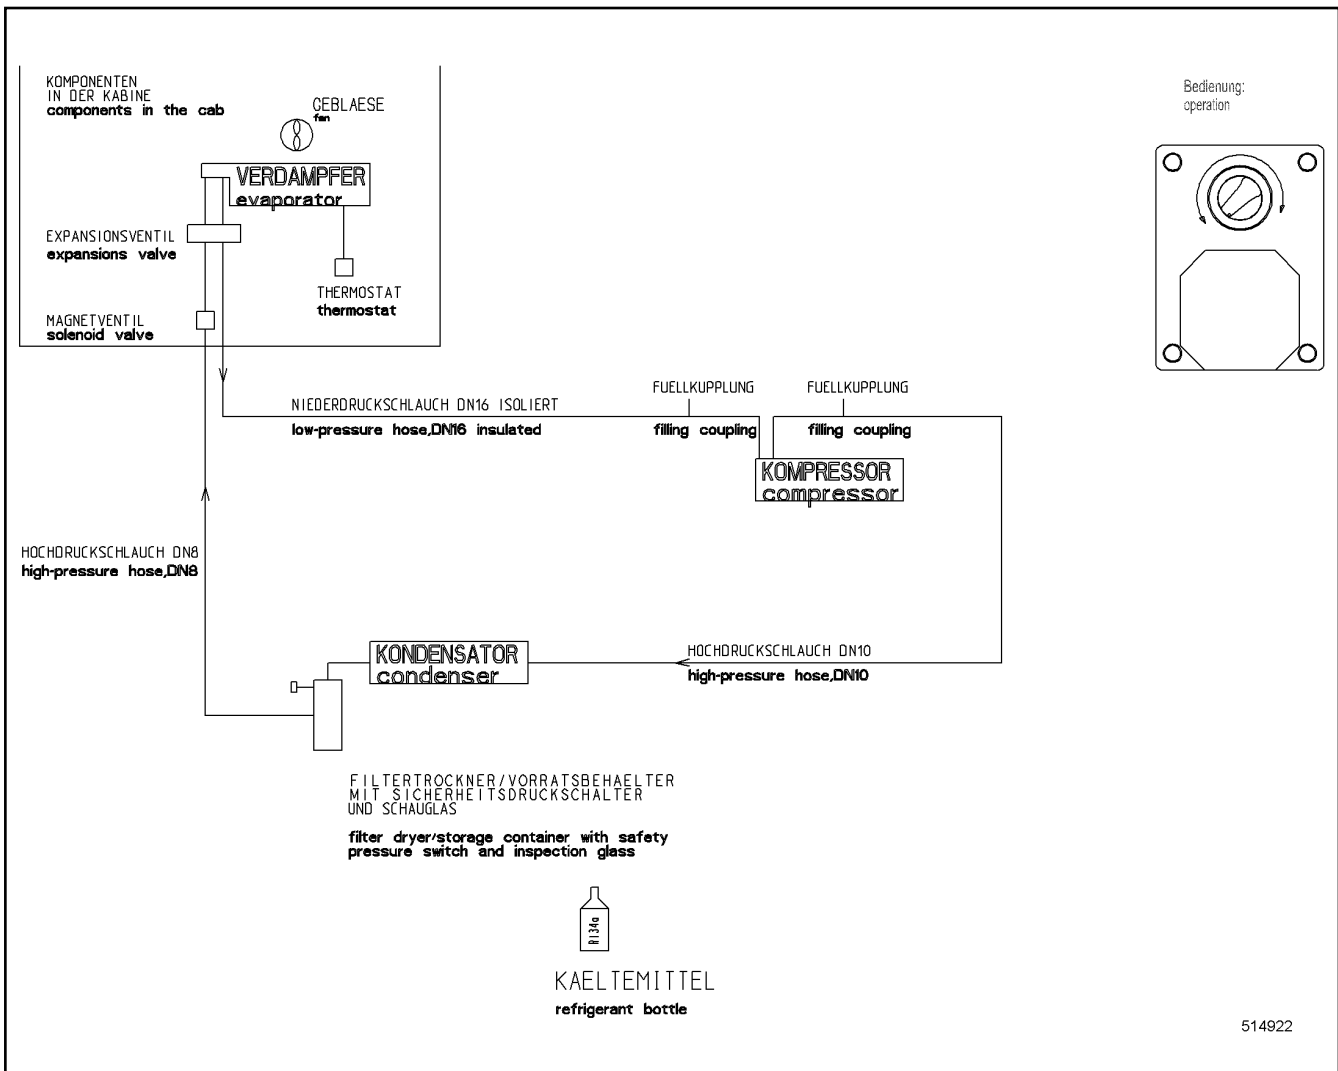 KOMPONENTEN
IN DER KABINE
components in the cab
GEBLAESE
fan
VERDAMPFER
evaporator
EXPANSIONSVENTIL
expansions valve
THERMOSTAT
thermostat
MAGNETVENTIL
solenoid valve
Bedienung:
operation
NIEDERDRUCKSCHLAUCH DN16 ISOLIERT
low-pressure hose,DN16 insulated
FUELLKUPPLUNG
filling coupling
FUELLKUPPLUNG
filling coupling
KOMPRESSOR
compressor
HOCHDRUCKSCHLAUCH DN8
high-pressure hose,DN8
KONDENSATOR
condenser
HOCHDRUCKSCHLAUCH DN10
high-pressure hose,DN10
FILTERTROCKNER/VORRATSBEHAELTER
MIT SICHERHEITSDRUCKSCHALTER
UND SCHAUGLAS
filter dryer/storage container with safety
pressure switch and inspection glass
R134a
KAELTEMITTEL
refrigerant bottle
514922